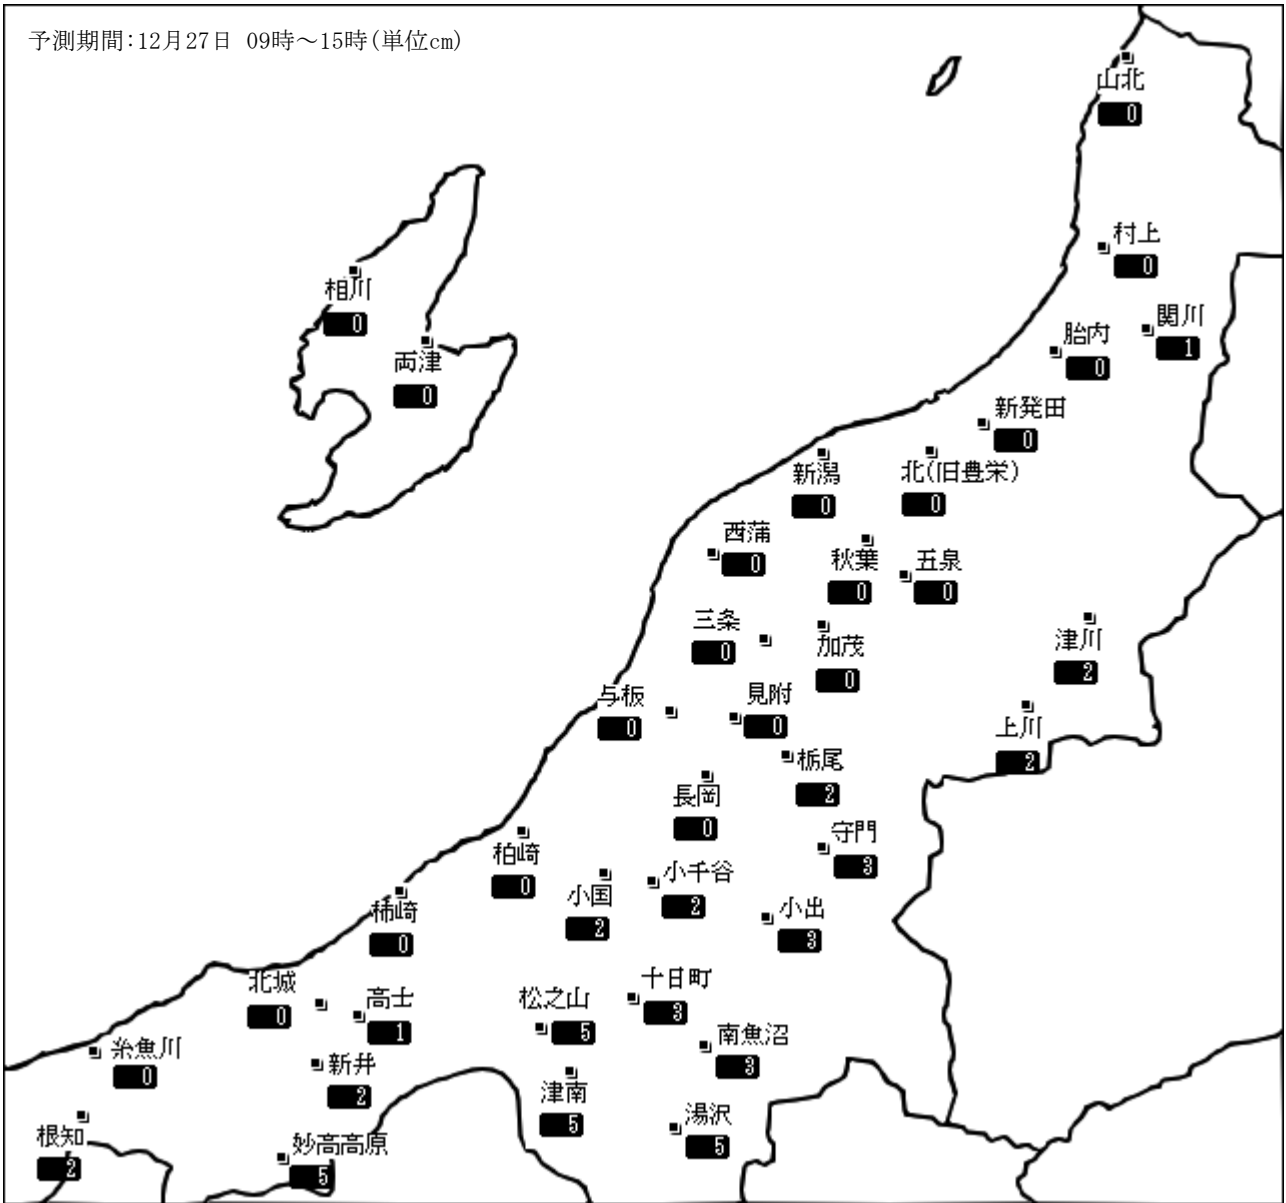 予測期間:12月27日 09時～15時(単位cm)
山北
0
村上
0
関川
1
相川
0
胎内
0
両津
0
新発田
0
新潟
0
北(旧豊栄)
0
西蒲
0
秋葉
0
五泉
0
三条
0
加茂
0
津川
2
与板
0
見附
0
上川
2
栃尾
2
長岡
0
守門
3
柏崎
0
小千谷
2
小国
2
小出
3
柿崎
0
北城
0
高士
1
松之山
5
十日町
3
南魚沼
3
糸魚川
0
新井
2
津南
5
湯沢
5
根知
2
妙高高原
5